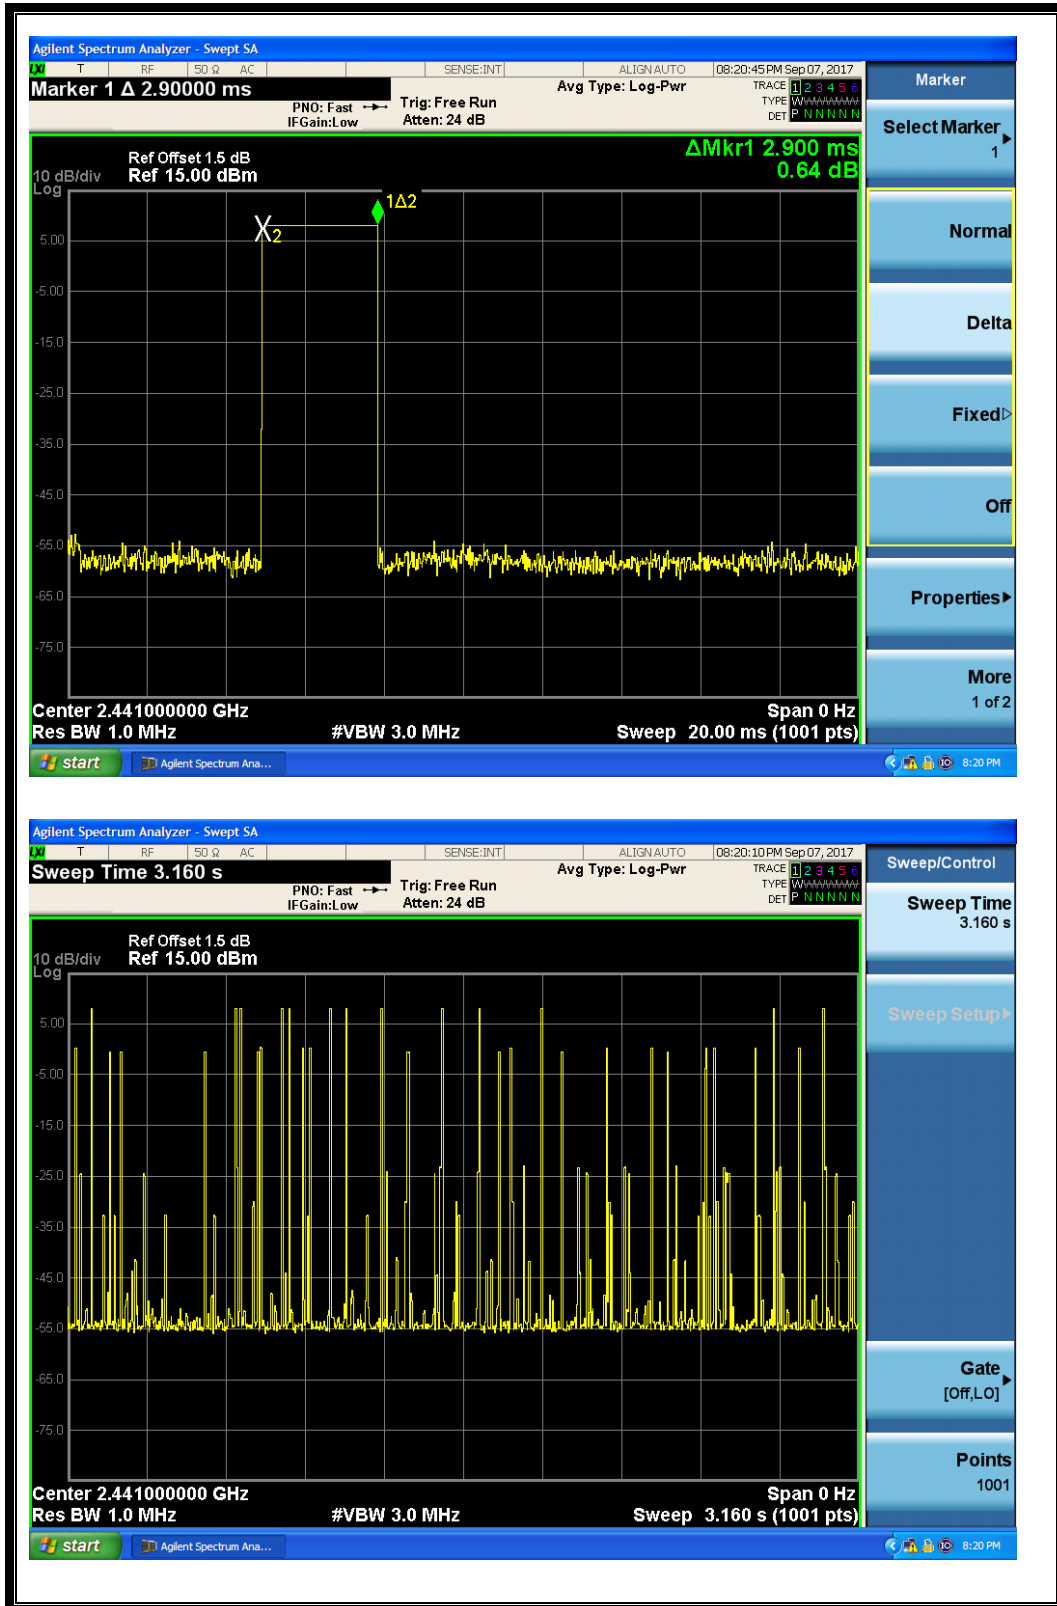 Agilent Spectrum Analyzer - Swept SA
LXI T RF 50 Ω AC SENSE:INT ALIGNAUTO 08:20:45 PM Sep 07, 2017
Marker 1 Δ 2.90000 ms
PNO: Fast
IFGain:Low
Trig: Free Run
Atten: 24 dB
Avg Type: Log-Pwr
TRACE 1 2 3 4 5 6
TYPE WWWWWW
DET P N N N N N
ΔMkr1 2.900 ms
0.64 dB
Ref Offset 1.5 dB
10 dB/div Ref 15.00 dBm
Log
1Δ2
X2
5.00
-5.00
-15.0
-25.0
-35.0
-45.0
-55.0
-65.0
-75.0
Center 2.441000000 GHz Span 0 Hz
Res BW 1.0 MHz #VBW 3.0 MHz Sweep 20.00 ms (1001 pts)
Marker
Select Marker
1
Normal
Delta
Fixed
Off
Properties
More
1 of 2
start Agilent Spectrum Ana... 8:20 PM
Agilent Spectrum Analyzer - Swept SA
LXI T RF 50 Ω AC SENSE:INT ALIGNAUTO 08:20:10 PM Sep 07, 2017
Sweep Time 3.160 s
PNO: Fast
IFGain:Low
Trig: Free Run
Atten: 24 dB
Avg Type: Log-Pwr
TRACE 1 2 3 4 5 6
TYPE WWWWWW
DET P N N N N N
Ref Offset 1.5 dB
10 dB/div Ref 15.00 dBm
Log
5.00
-5.00
-15.0
-25.0
-35.0
-45.0
-55.0
-65.0
-75.0
Center 2.441000000 GHz Span 0 Hz
Res BW 1.0 MHz #VBW 3.0 MHz Sweep 3.160 s (1001 pts)
Sweep/Control
Sweep Time
3.160 s
Sweep Setup
Gate
[Off,LO]
Points
1001
start Agilent Spectrum Ana... 8:20 PM